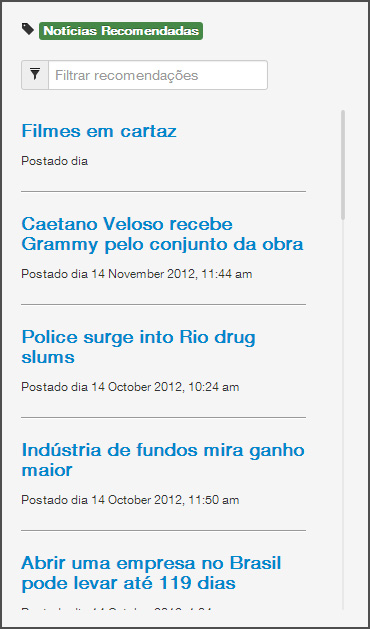 Notícias Recomendadas
Filtrar recomendações
Filmes em cartaz
Postado dia
Caetano Veloso recebe
Grammy pelo conjunto da obra
Postado dia 14 November 2012, 11:44 am
Police surge into Rio drug
slums
Postado dia 14 October 2012, 10:24 am
Indústria de fundos mira ganho
maior
Postado dia 14 October 2012, 11:50 am
Abrir uma empresa no Brasil
pode levar até 119 dias